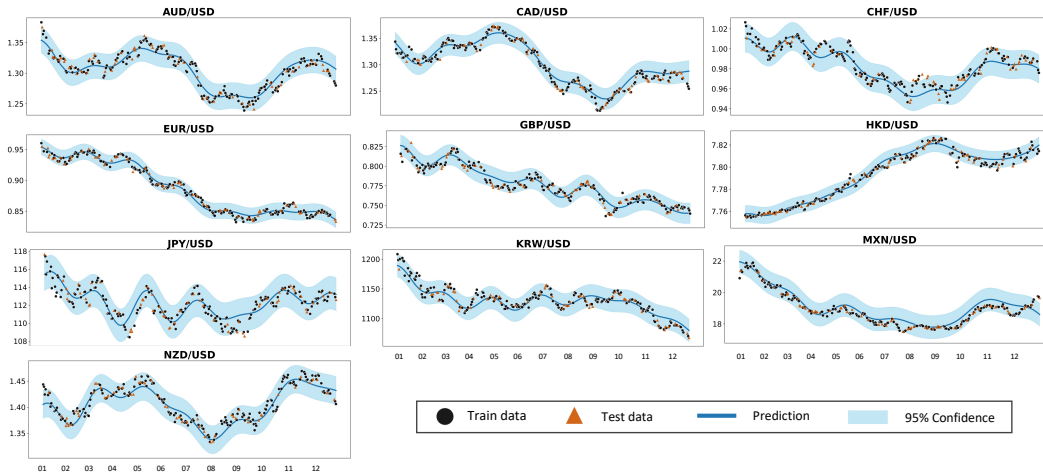 AUD/USD
1.35
1.30
1.25
CAD/USD
1.35
1.30
1.25
CHF/USD
1.02
1.00
0.98
0.96
0.94
EUR/USD
0.95
0.90
0.85
GBP/USD
0.825
0.800
0.775
0.750
0.725
HKD/USD
7.82
7.80
7.78
7.76
JPY/USD
118
116
114
112
110
108
KRW/USD
1200
1150
1100
01 02 03 04 05 06 07 08 09 10 11 12
MXN/USD
22
20
18
01 02 03 04 05 06 07 08 09 10 11 12
NZD/USD
1.45
1.40
1.35
01 02 03 04 05 06 07 08 09 10 11 12
Train data Test data Prediction 95% Confidence